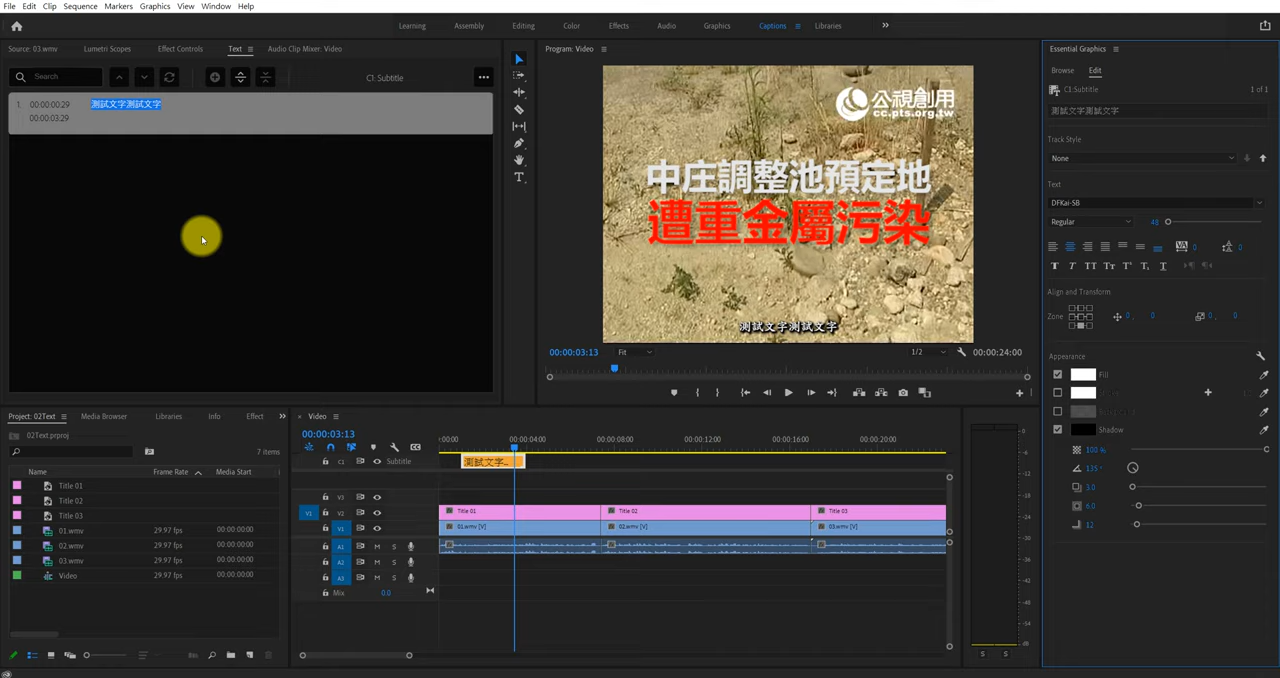 File Edit Clip Sequence Markers Graphics View Window Help
Learning Assembly Editing Color Effects Audio Graphics Captions Libraries
Source: 03.wmv Lumetri Scopes Effect Controls Text Audio Clip Mixer: Video
Search
C1: Subtitle
1. 00:00:00:29 測試文字測試文字
00:00:03:29
Program: Video
公視創用
cc.pts.org.tw
中庄調整池預定地
遭重金屬污染
測試文字測試文字
00:00:03:13 Fit 1/2 00:00:24:00
Essential Graphics
Browse Edit
C1:Subtitle 1 of 1
測試文字測試文字
Track Style
None
Text
DFKai-SB
Regular 48
0 0
Align and Transform
Zone 0, 0,
Appearance
Fill
Shadow
100 %
135°
3.0
6.0
12
Project: 02Text Media Browser Libraries Info Effect
02Text.prproj
7 items
Name Frame Rate Media Start
Title 01
Title 02
Title 03
01.wmv 29.97 fps 00:00:00:00
02.wmv 29.97 fps 00:00:00:00
03.wmv 29.97 fps 00:00:00:00
Video 29.97 fps 00:00:00:00
Video
00:00:03:13
:00:00 00:00:04:00 00:00:08:00 00:00:12:00 00:00:16:00 00:00:20:00
C1 Subtitle 測試文字...
V3
V1 V2 Title 01 Title 02 Title 03
V1 01.wmv [V] 02.wmv [V] 03.wmv [V]
A1 M S
A2 M S
A3 M S
Mix 0.0
S S